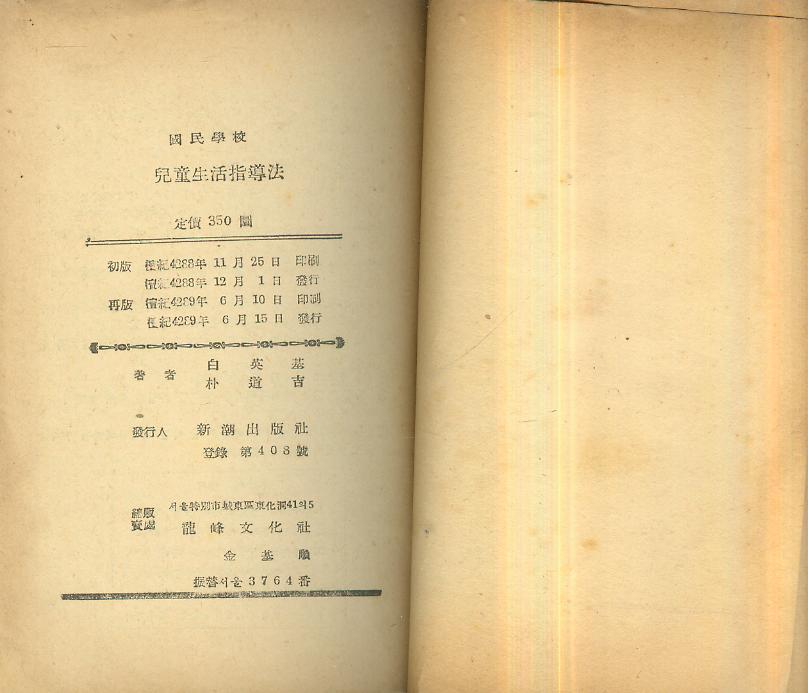 國民學校
兒童生活指導法
定價 350 圜
初版 檀紀4288年 11月 25日 印刷
檀紀4288年 12月 1日 發行
再版 檀紀4289年 6月 10日 印刷
檀紀4289年 6月 15日 發行
著者 白英基
朴道吉
發行人 新潮出版社
登錄 第408號
總販賣處 서울特別市城東區東化洞41의5
龍峰文化社
金基順
振替서울3764番